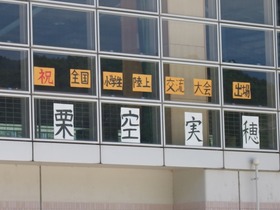 祝 全国 小学生 陸上 交流 大会 出場
栗 空 実 穂